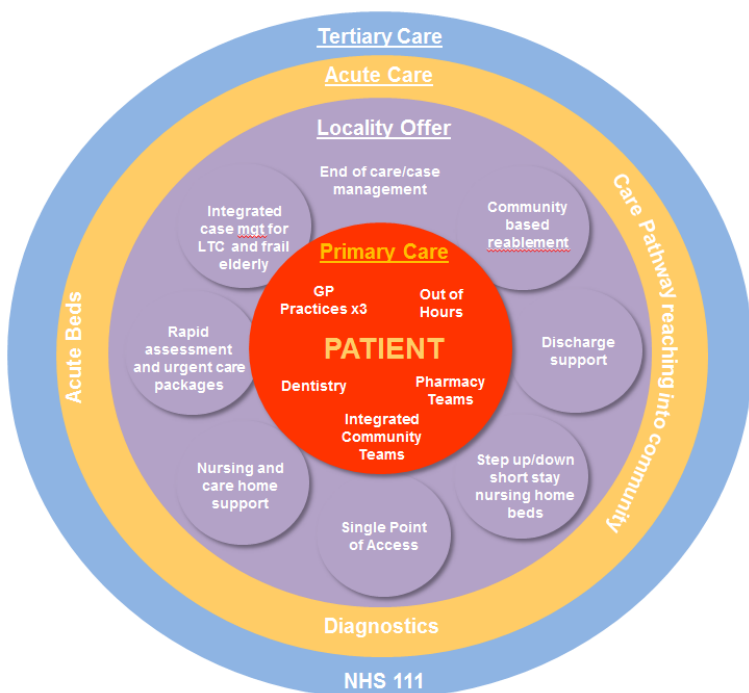 Tertiary Care
Acute Care
Locality Offer
End of care/case
management
Integrated
case mgt for
LTC and frail
elderly
Community
based
reablement
Primary Care
GP
Practices x3
Out of
Hours
Rapid
assessment
and urgent care
packages
PATIENT
Discharge
support
Dentistry
Pharmacy
Teams
Integrated
Community
Teams
Nursing and
care home
support
Step up/down
short stay
nursing home
beds
Single Point
of Access
Acute Beds
Care Pathway reaching into community
Diagnostics
NHS 111